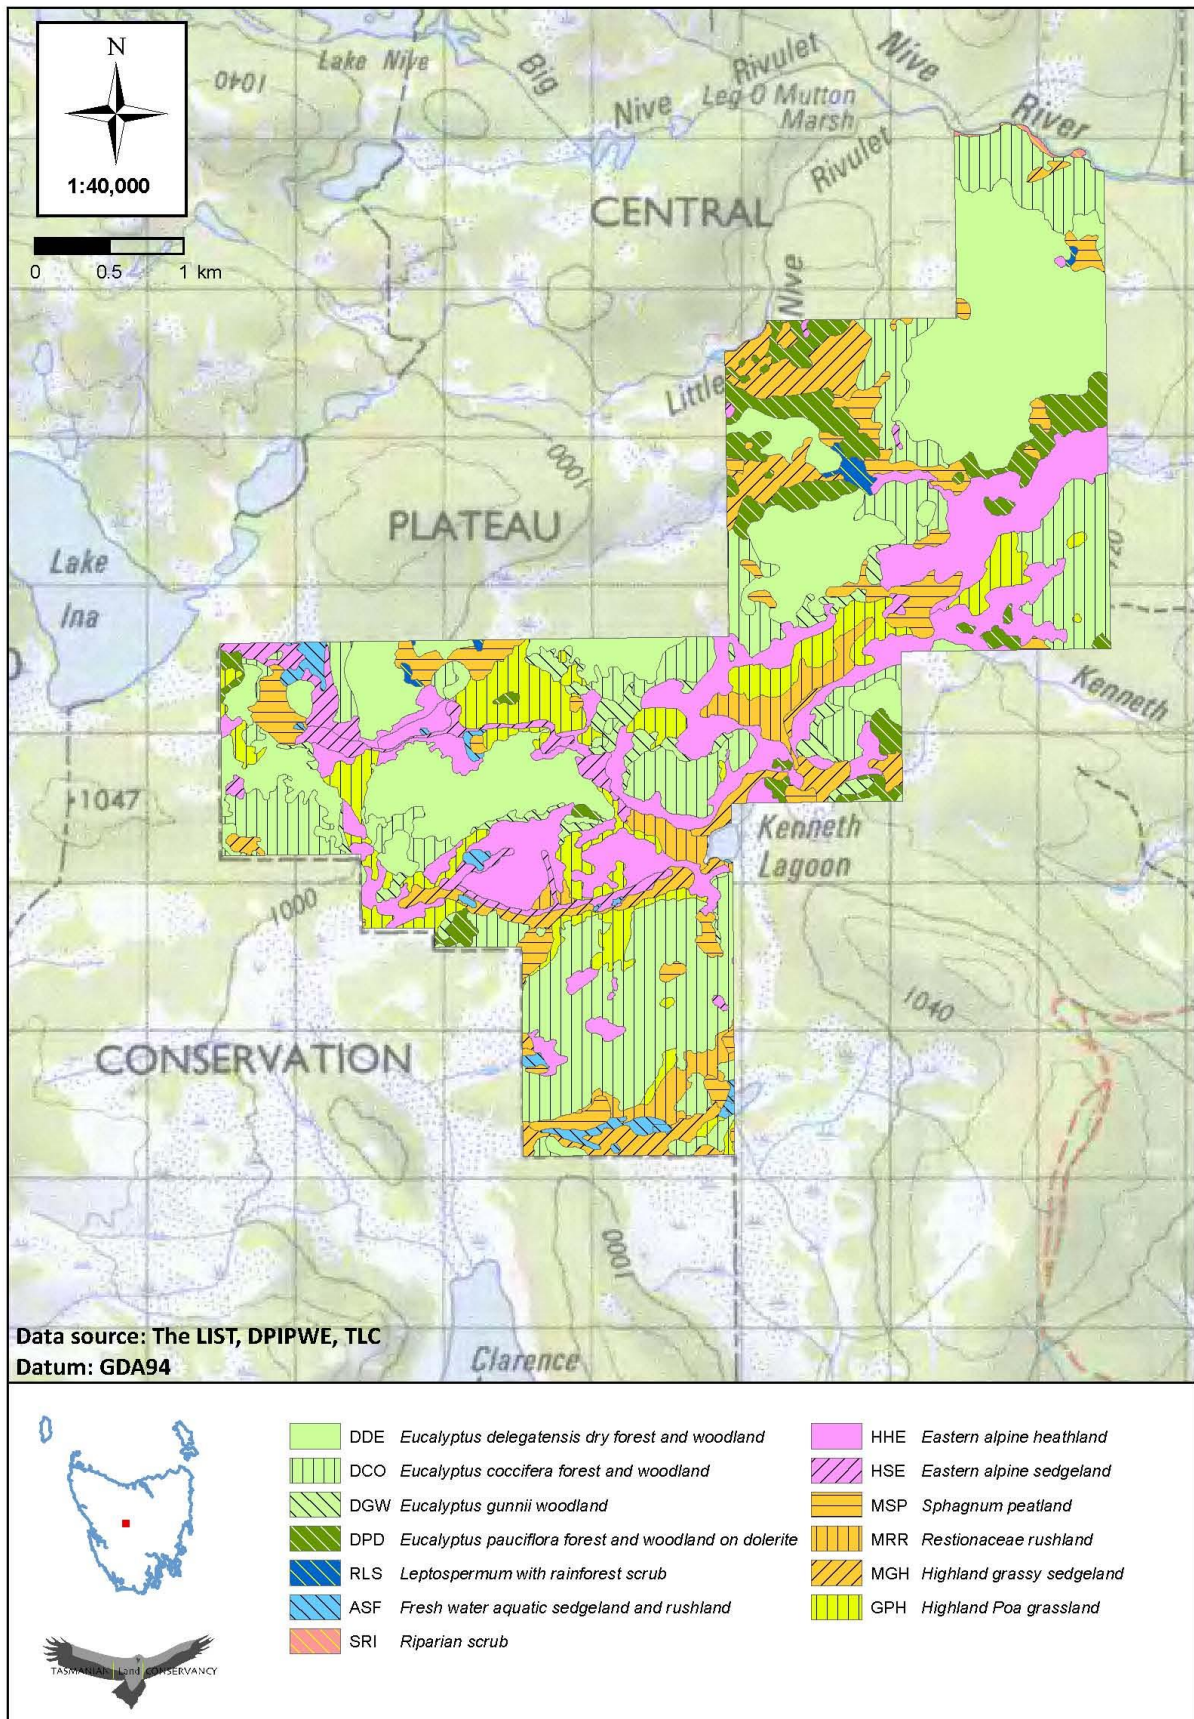 N
1:40,000
0 0.5 1 km
Lake Nive
1040
Big
Nive
Rivulet
Nive
River
Leg O Mutton
Marsh
Rivulet
CENTRAL
Nive
Little
1000
PLATEAU
Lake
Ina
Kenneth
1047
Kenneth
Lagoon
1000
1040
CONSERVATION
1000
Clarence
Data source: The LIST, DPIPWE, TLC
Datum: GDA94
DDE Eucalyptus delegatensis dry forest and woodland
DCO Eucalyptus coccifera forest and woodland
DGW Eucalyptus gunnii woodland
DPD Eucalyptus pauciflora forest and woodland on dolerite
RLS Leptospermum with rainforest scrub
ASF Fresh water aquatic sedgeland and rushland
SRI Riparian scrub
HHE Eastern alpine heathland
HSE Eastern alpine sedgeland
MSP Sphagnum peatland
MRR Restionaceae rushland
MGH Highland grassy sedgeland
GPH Highland Poa grassland
TASMANIAN Land CONSERVANCY